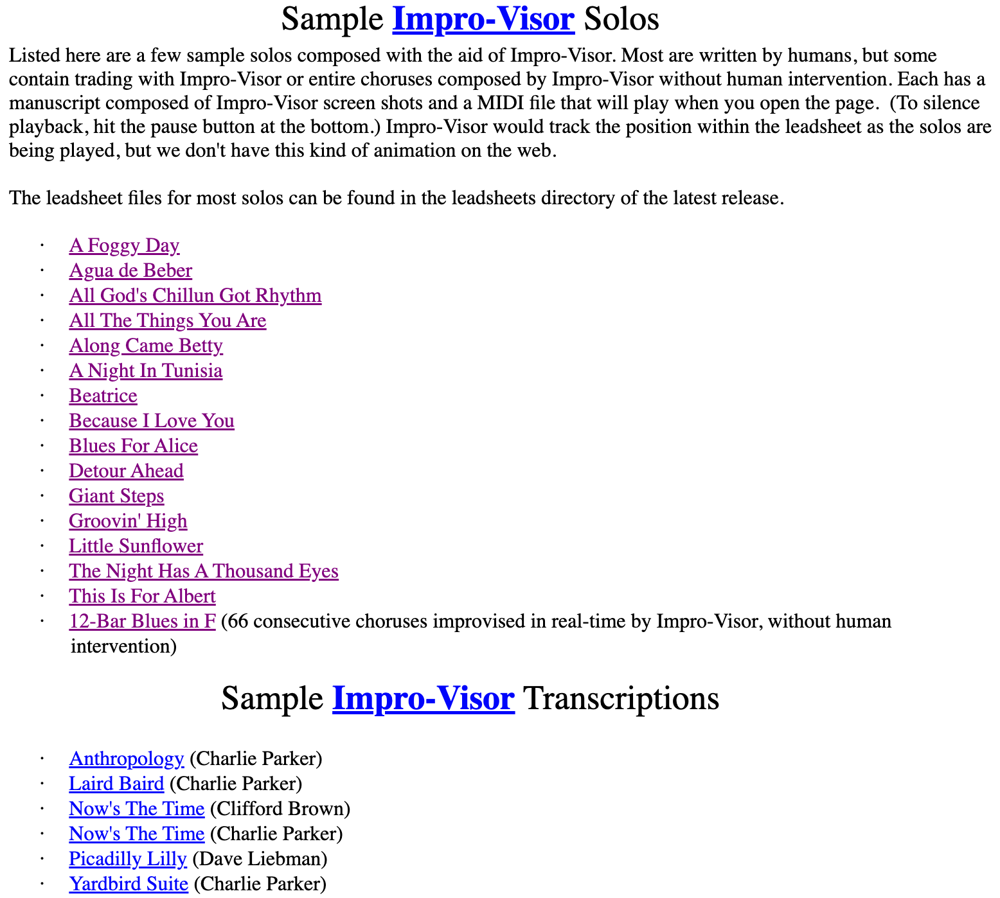 Sample Impro-Visor Solos
Listed here are a few sample solos composed with the aid of Impro-Visor. Most are written by humans, but some
contain trading with Impro-Visor or entire choruses composed by Impro-Visor without human intervention. Each has a
manuscript composed of Impro-Visor screen shots and a MIDI file that will play when you open the page.  (To silence
playback, hit the pause button at the bottom.) Impro-Visor would track the position within the leadsheet as the solos are
being played, but we don't have this kind of animation on the web.
The leadsheet files for most solos can be found in the leadsheets directory of the latest release.
· A Foggy Day
· Agua de Beber
· All God's Chillun Got Rhythm
· All The Things You Are
· Along Came Betty
· A Night In Tunisia
· Beatrice
· Because I Love You
· Blues For Alice
· Detour Ahead
· Giant Steps
· Groovin' High
· Little Sunflower
· The Night Has A Thousand Eyes
· This Is For Albert
· 12-Bar Blues in F (66 consecutive choruses improvised in real-time by Impro-Visor, without human
intervention)
Sample Impro-Visor Transcriptions
· Anthropology (Charlie Parker)
· Laird Baird (Charlie Parker)
· Now's The Time (Clifford Brown)
· Now's The Time (Charlie Parker)
· Picadilly Lilly (Dave Liebman)
· Yardbird Suite (Charlie Parker)